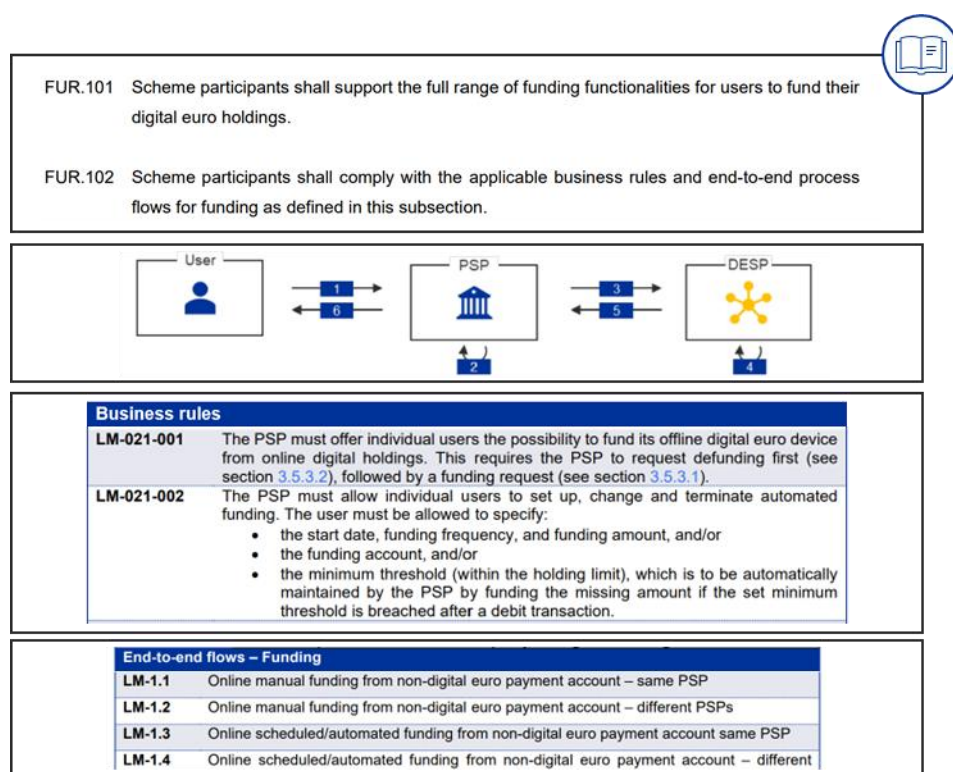 FUR.101 Scheme participants shall support the full range of funding functionalities for users to fund their
digital euro holdings.
FUR.102 Scheme participants shall comply with the applicable business rules and end-to-end process
flows for funding as defined in this subsection.
User
PSP
DESP
1
3
6
5
2
4
Business rules
LM-021-001 The PSP must offer individual users the possibility to fund its offline digital euro device
from online digital holdings. This requires the PSP to request defunding first (see
section 3.5.3.2), followed by a funding request (see section 3.5.3.1).
LM-021-002 The PSP must allow individual users to set up, change and terminate automated
funding. The user must be allowed to specify:
• the start date, funding frequency, and funding amount, and/or
• the funding account, and/or
• the minimum threshold (within the holding limit), which is to be automatically
maintained by the PSP by funding the missing amount if the set minimum
threshold is breached after a debit transaction.
End-to-end flows – Funding
LM-1.1 Online manual funding from non-digital euro payment account – same PSP
LM-1.2 Online manual funding from non-digital euro payment account – different PSPs
LM-1.3 Online scheduled/automated funding from non-digital euro payment account same PSP
LM-1.4 Online scheduled/automated funding from non-digital euro payment account – different